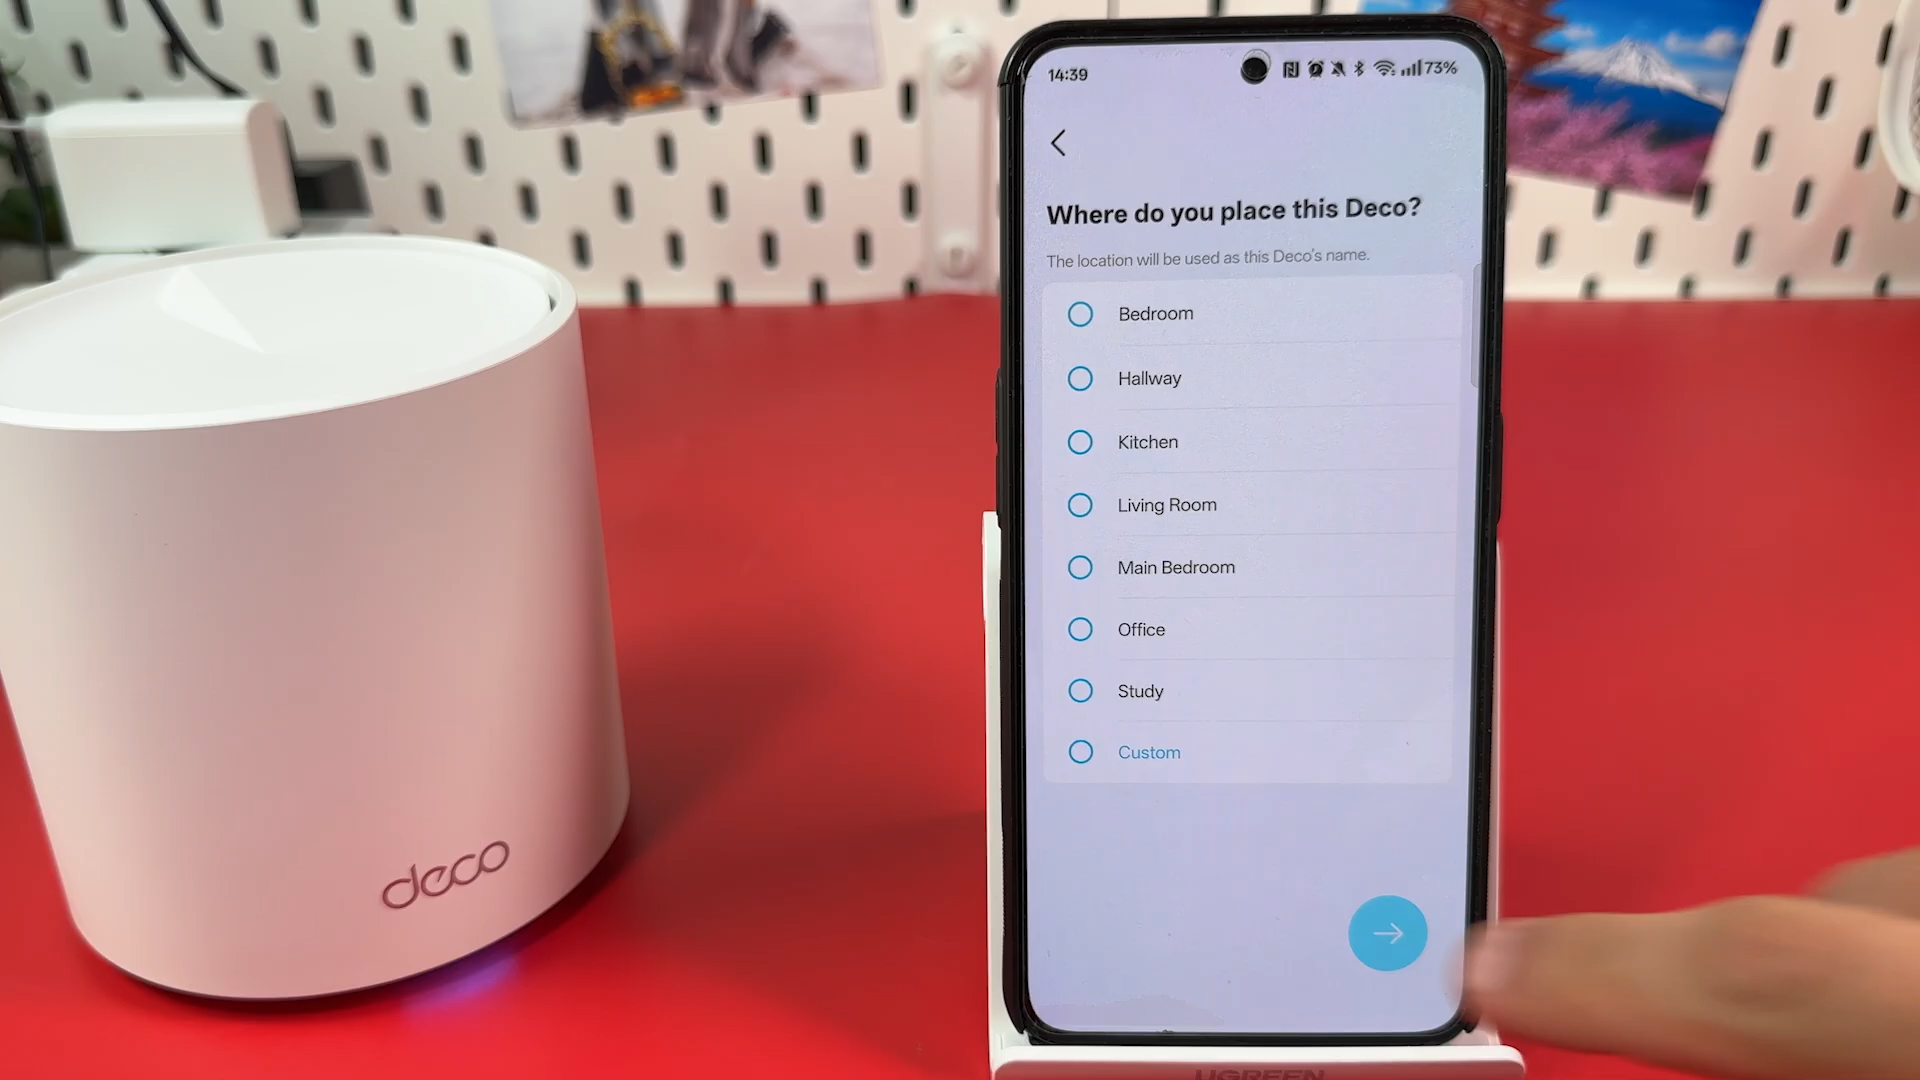 14:39
73%
Where do you place this Deco?
The location will be used as this Deco's name.
Bedroom
Hallway
Kitchen
Living Room
Main Bedroom
Office
Study
Custom
deco
UGREEN